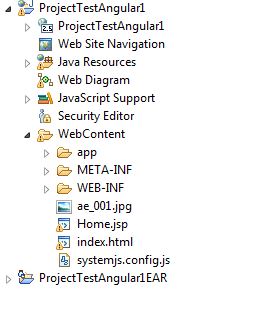 ProjectTestAngular1
ProjectTestAngular1
Web Site Navigation
Java Resources
Web Diagram
JavaScript Support
Security Editor
WebContent
app
META-INF
WEB-INF
ae_001.jpg
Home.jsp
index.html
systemjs.config.js
ProjectTestAngular1EAR